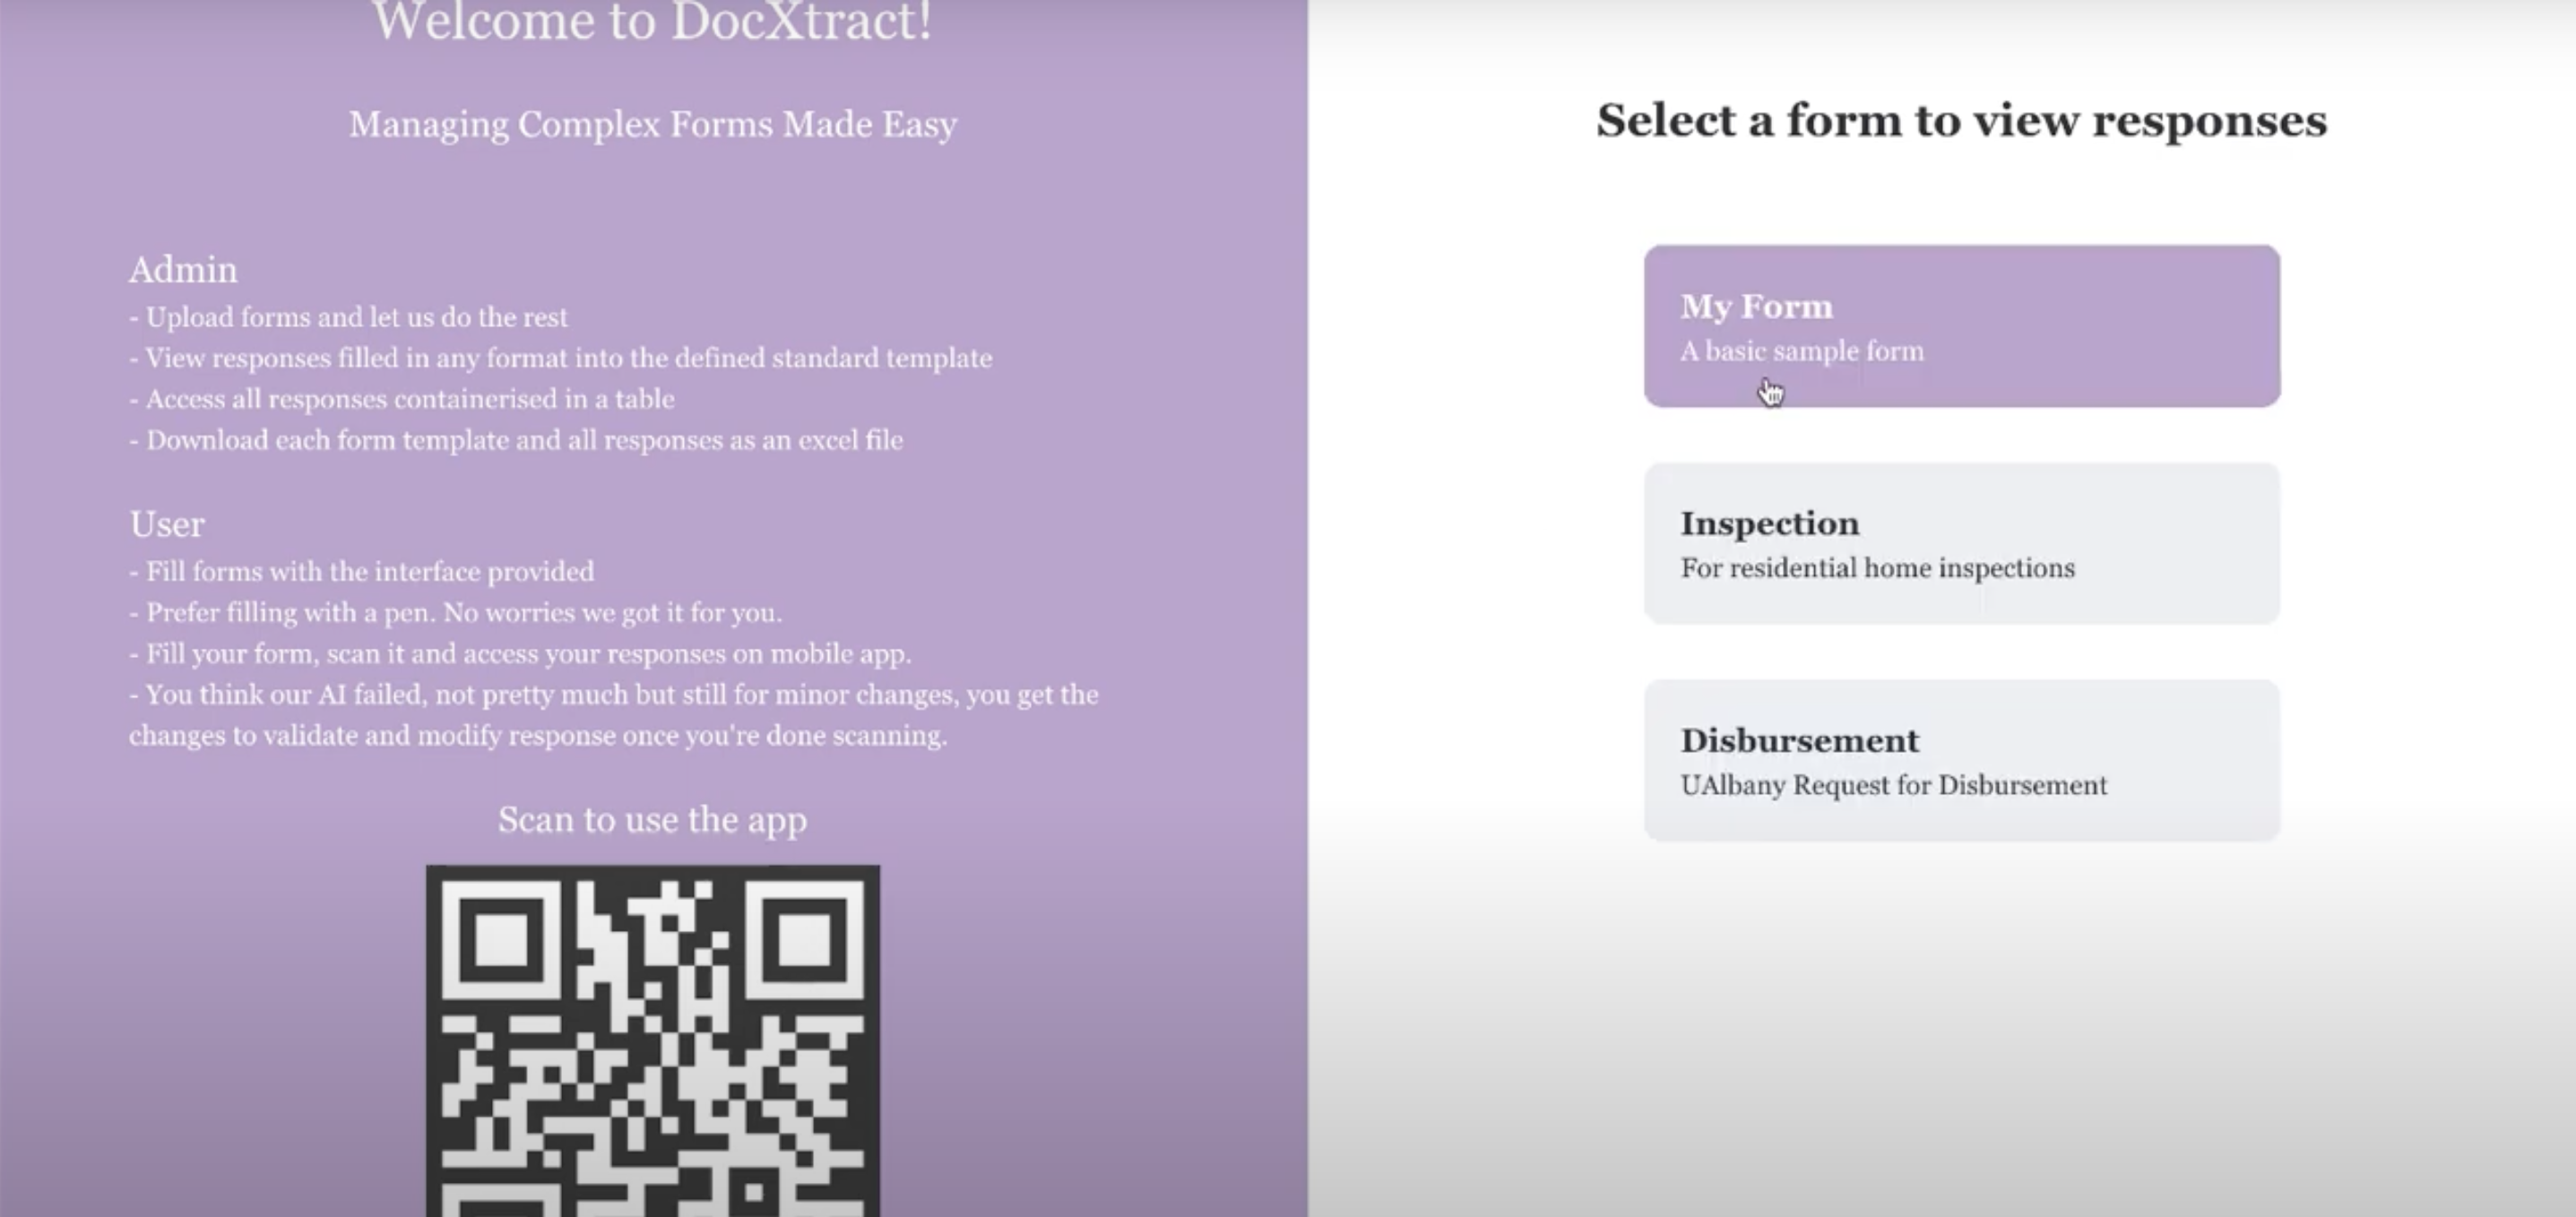 Welcome to DocXtract!
Managing Complex Forms Made Easy
Admin
- Upload forms and let us do the rest
- View responses filled in any format into the defined standard template
- Access all responses containerised in a table
- Download each form template and all responses as an excel file
User
- Fill forms with the interface provided
- Prefer filling with a pen. No worries we got it for you.
- Fill your form, scan it and access your responses on mobile app.
- You think our AI failed, not pretty much but still for minor changes, you get the
changes to validate and modify response once you're done scanning.
Scan to use the app
Select a form to view responses
My Form
A basic sample form
Inspection
For residential home inspections
Disbursement
UAlbany Request for Disbursement